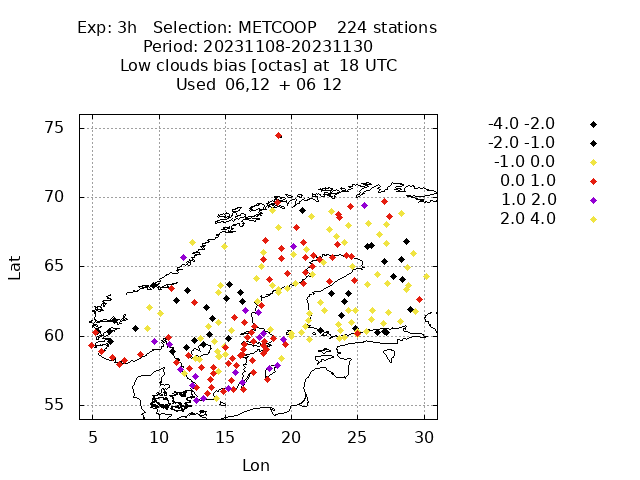 Exp: 3h   Selection: METCOOP    224 stations
Period: 20231108-20231130
Low clouds bias [octas] at  18 UTC
Used  06,12  + 06 12
-4.0 -2.0
-2.0 -1.0
-1.0 0.0
0.0 1.0
1.0 2.0
2.0 4.0
75
70
65
60
55
Lat
5 10 15 20 25 30
Lon